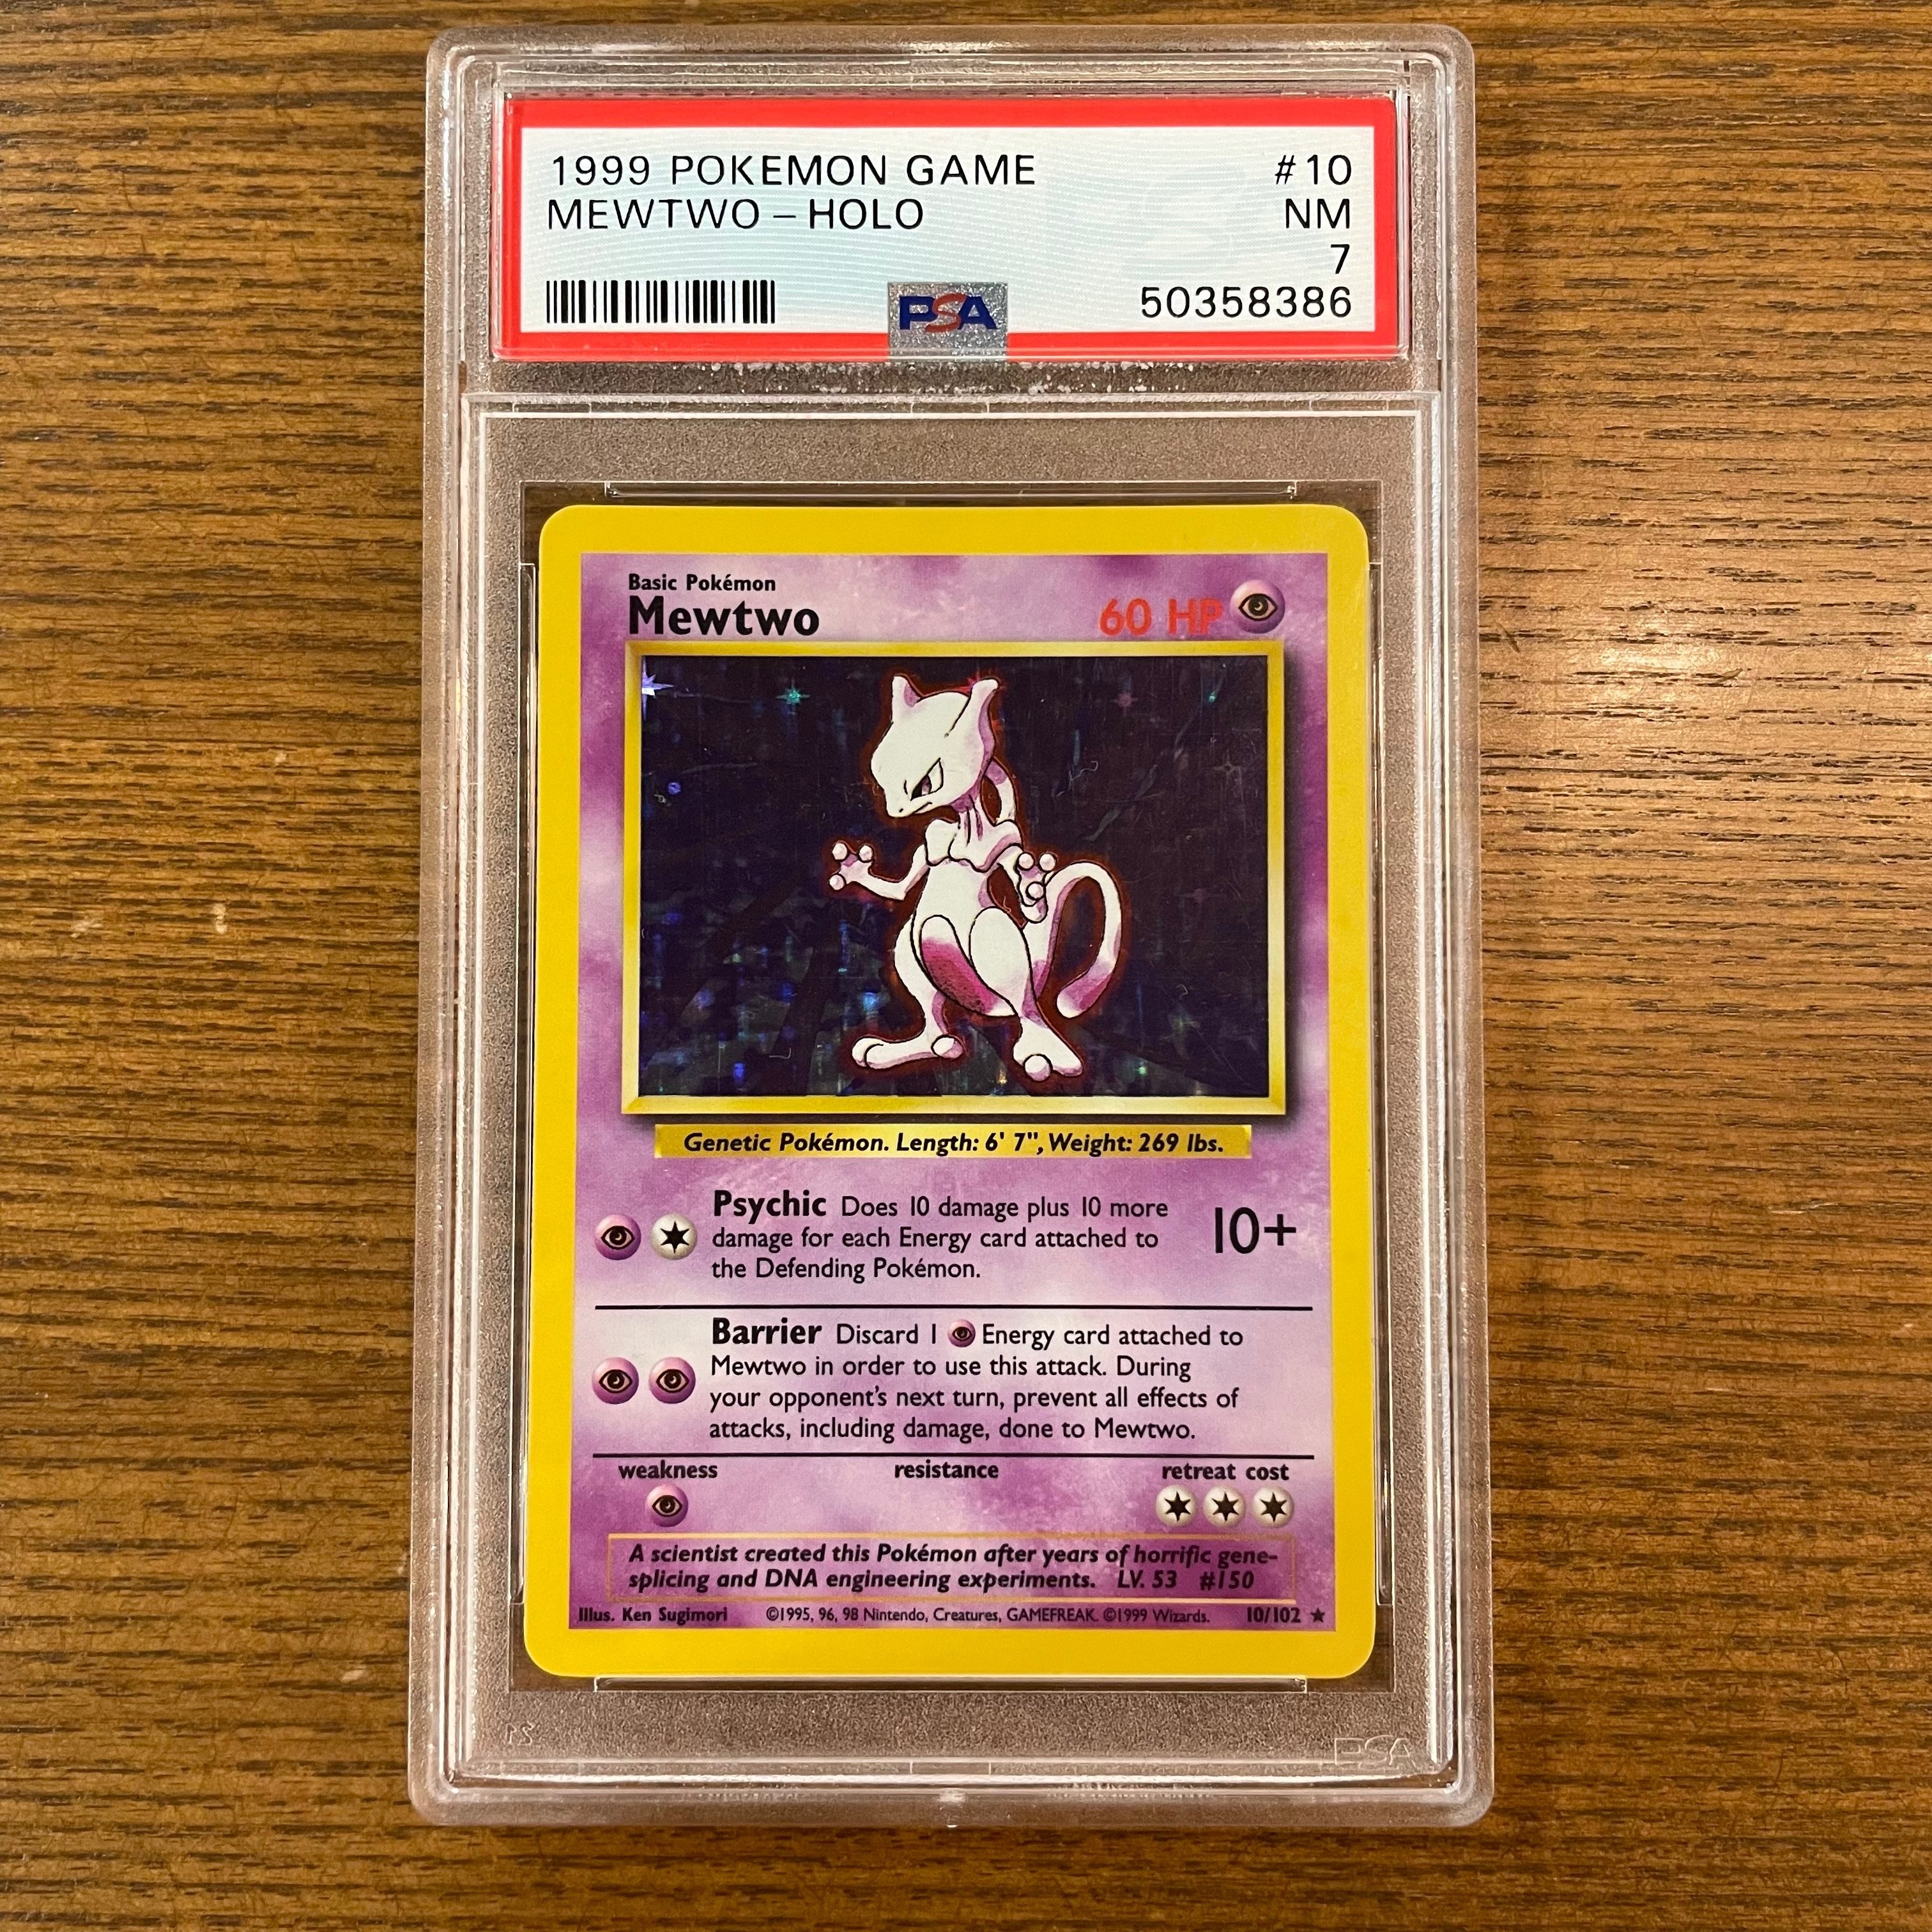 1999 POKEMON GAME #10
MEWTWO – HOLO NM
7
PSA 50358386
Basic Pokémon
Mewtwo 60 HP
Genetic Pokémon. Length: 6' 7", Weight: 269 lbs.
Psychic Does 10 damage plus 10 more
damage for each Energy card attached to
the Defending Pokémon.
10+
Barrier Discard 1 Energy card attached to
Mewtwo in order to use this attack. During
your opponent's next turn, prevent all effects of
attacks, including damage, done to Mewtwo.
weakness resistance retreat cost
A scientist created this Pokémon after years of horrific gene-
splicing and DNA engineering experiments. LV. 53 #150
Illus. Ken Sugimori ©1995, 96, 98 Nintendo, Creatures, GAMEFREAK. ©1999 Wizards. 10/102 ★
PSA